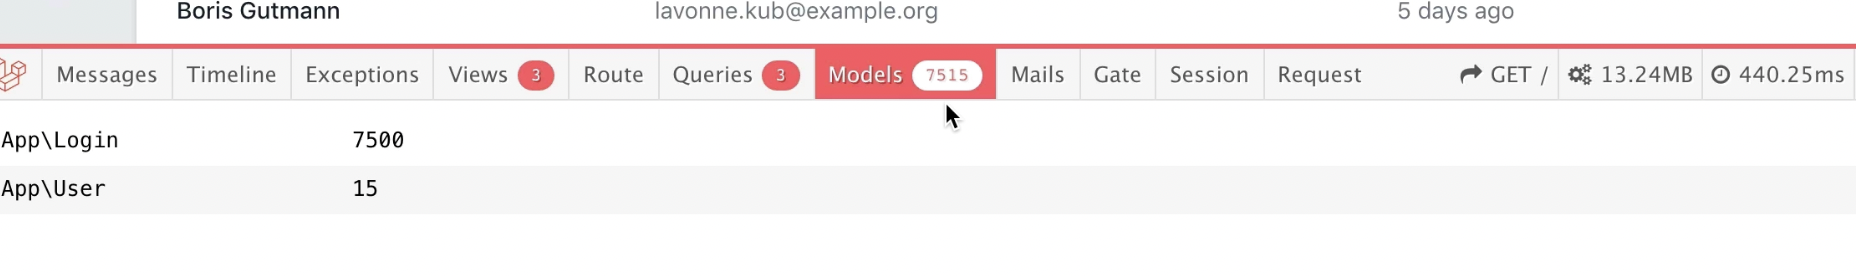 Boris Gutmann lavonne.kub@example.org 5 days ago
Messages Timeline Exceptions Views 3 Route Queries 3 Models 7515 Mails Gate Session Request GET / 13.24MB 440.25ms
App\Login 7500
App\User 15